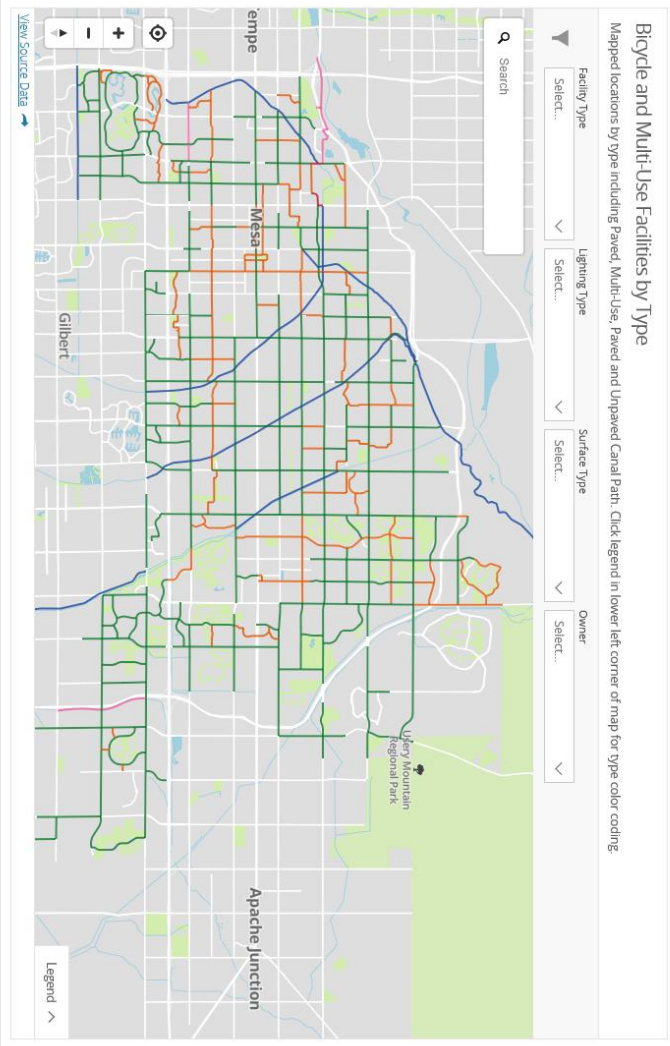 Bicycle and Multi-Use Facilities by Type
Mapped locations by type including Paved, Multi-Use, Paved and Unpaved Canal Path. Click legend in lower left corner of map for type color coding.
Facility Type
Select...
Lighting Type
Select...
Surface Type
Select...
Owner
Select...
Search
empe
Mesa
Gilbert
Usery Mountain
Regional Park
Apache Junction
+
−
Legend
View Source Data